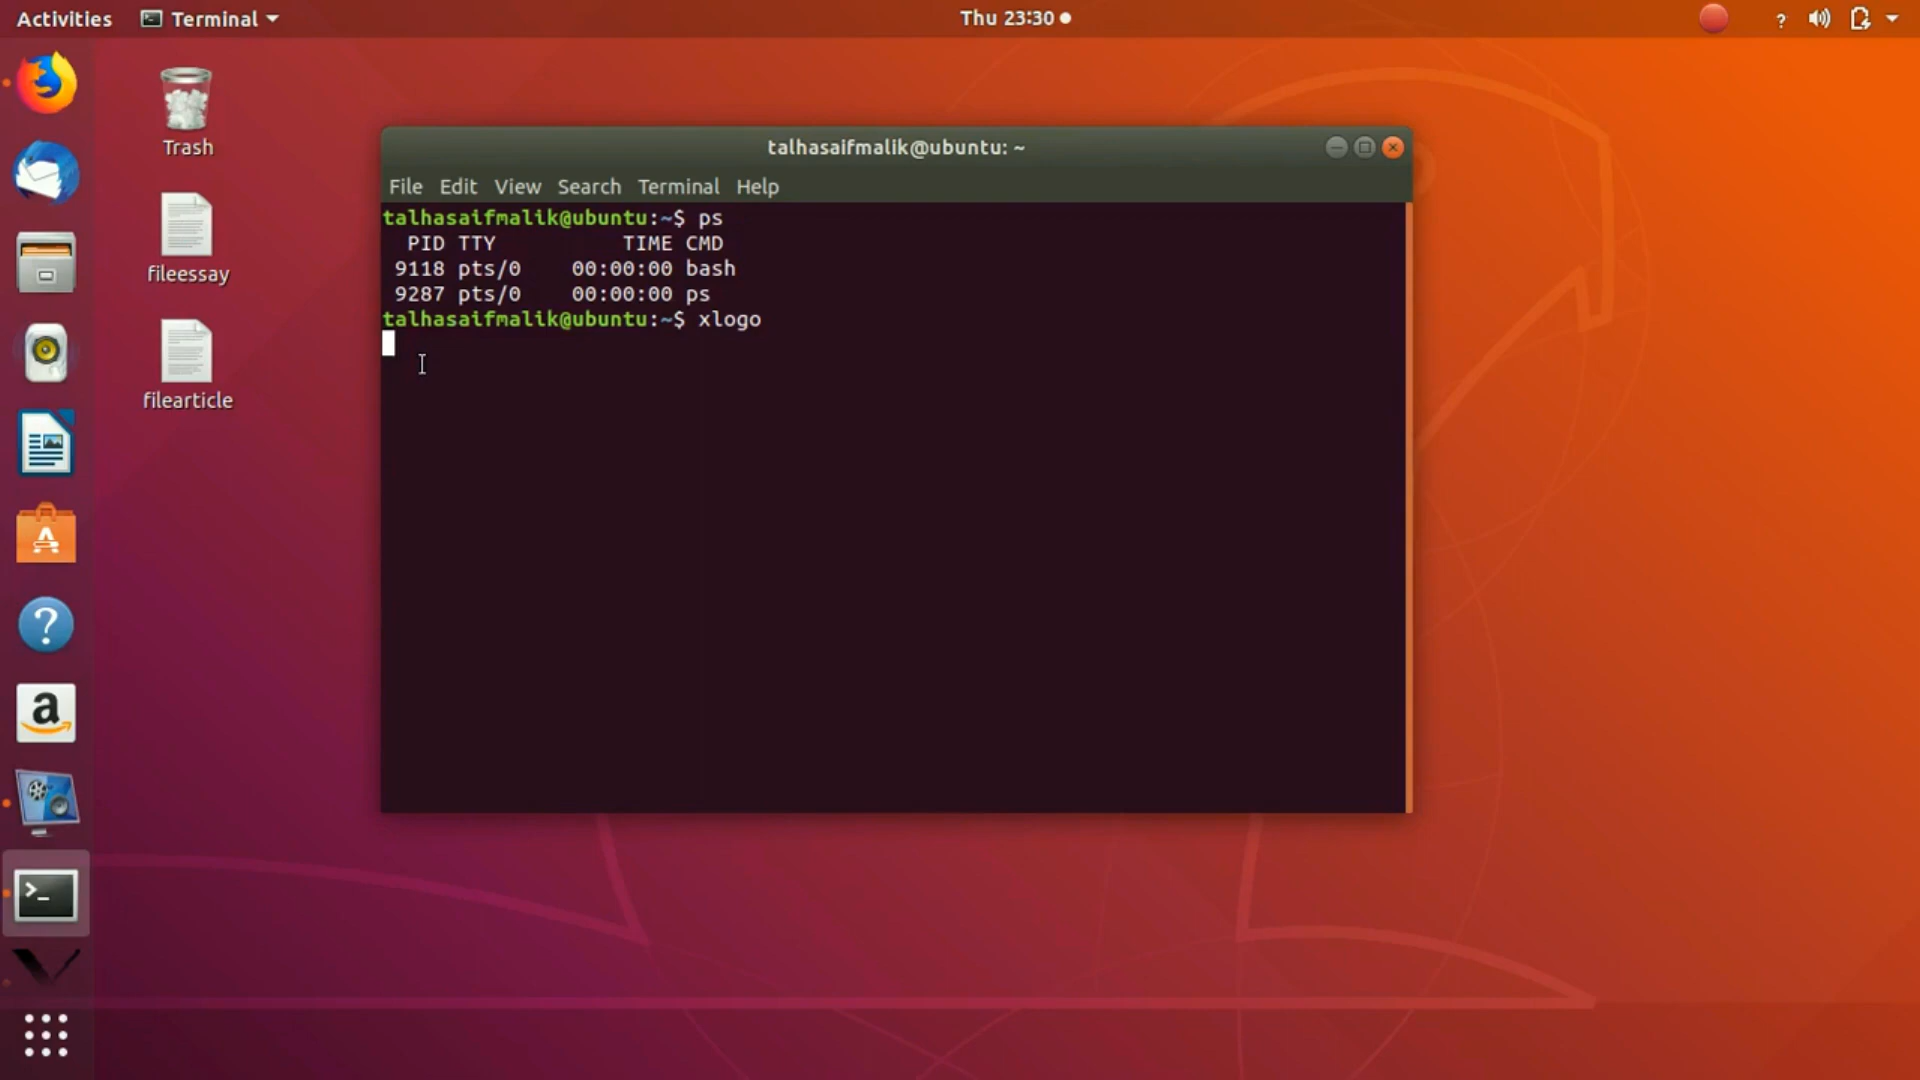 Activities Terminal Thu 23:30
Trash
fileessay
filearticle
talhasaifmalik@ubuntu: ~
File Edit View Search Terminal Help
talhasaifmalik@ubuntu:~$ ps
  PID TTY          TIME CMD
 9118 pts/0    00:00:00 bash
 9287 pts/0    00:00:00 ps
talhasaifmalik@ubuntu:~$ xlogo